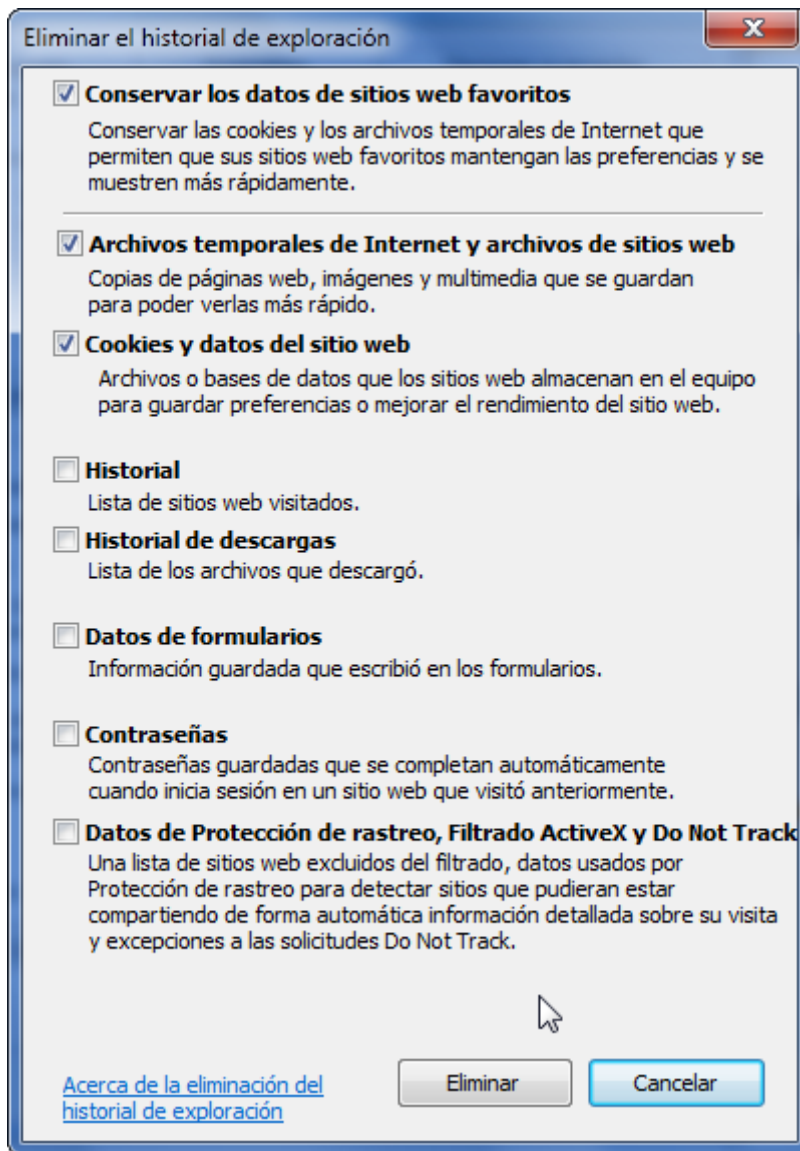 Eliminar el historial de exploración
Conservar los datos de sitios web favoritos
Conservar las cookies y los archivos temporales de Internet que
permiten que sus sitios web favoritos mantengan las preferencias y se
muestren más rápidamente.
Archivos temporales de Internet y archivos de sitios web
Copias de páginas web, imágenes y multimedia que se guardan
para poder verlas más rápido.
Cookies y datos del sitio web
Archivos o bases de datos que los sitios web almacenan en el equipo
para guardar preferencias o mejorar el rendimiento del sitio web.
Historial
Lista de sitios web visitados.
Historial de descargas
Lista de los archivos que descargó.
Datos de formularios
Información guardada que escribió en los formularios.
Contraseñas
Contraseñas guardadas que se completan automáticamente
cuando inicia sesión en un sitio web que visitó anteriormente.
Datos de Protección de rastreo, Filtrado ActiveX y Do Not Track
Una lista de sitios web excluidos del filtrado, datos usados por
Protección de rastreo para detectar sitios que pudieran estar
compartiendo de forma automática información detallada sobre su visita
y excepciones a las solicitudes Do Not Track.
Acerca de la eliminación del
historial de exploración
Eliminar
Cancelar